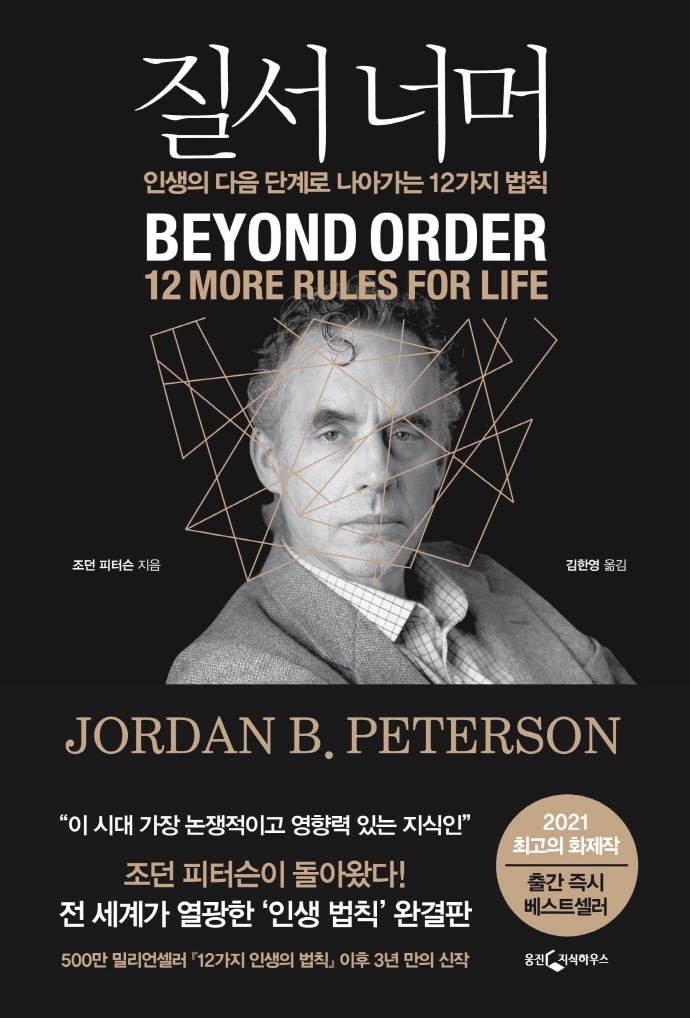 질서 너머
인생의 다음 단계로 나아가는 12가지 법칙
BEYOND ORDER
12 MORE RULES FOR LIFE
조던 피터슨 지음
김한영 옮김
JORDAN B. PETERSON
“이 시대 가장 논쟁적이고 영향력 있는 지식인”
조던 피터슨이 돌아왔다!
전 세계가 열광한 ‘인생 법칙’ 완결판
500만 밀리언셀러 『12가지 인생의 법칙』 이후 3년 만의 신작
2021
최고의 화제작
출간 즉시
베스트셀러
웅진 지식하우스